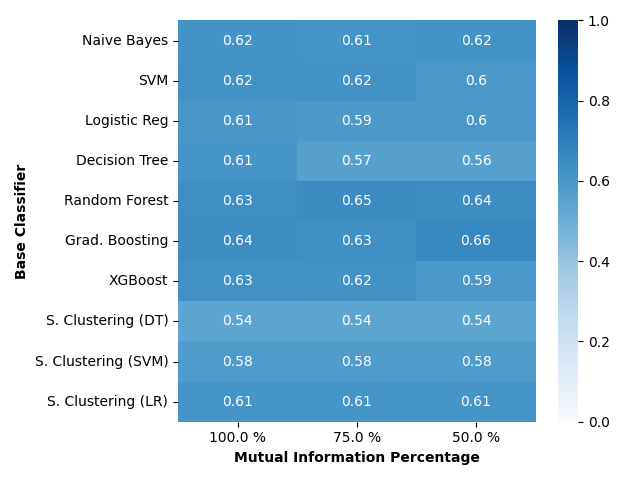 Base Classifier
Naive Bayes 0.62 0.61 0.62
SVM 0.62 0.62 0.6
Logistic Reg 0.61 0.59 0.6
Decision Tree 0.61 0.57 0.56
Random Forest 0.63 0.65 0.64
Grad. Boosting 0.64 0.63 0.66
XGBoost 0.63 0.62 0.59
S. Clustering (DT) 0.54 0.54 0.54
S. Clustering (SVM) 0.58 0.58 0.58
S. Clustering (LR) 0.61 0.61 0.61
100.0 % 75.0 % 50.0 %
Mutual Information Percentage
1.0
0.8
0.6
0.4
0.2
0.0